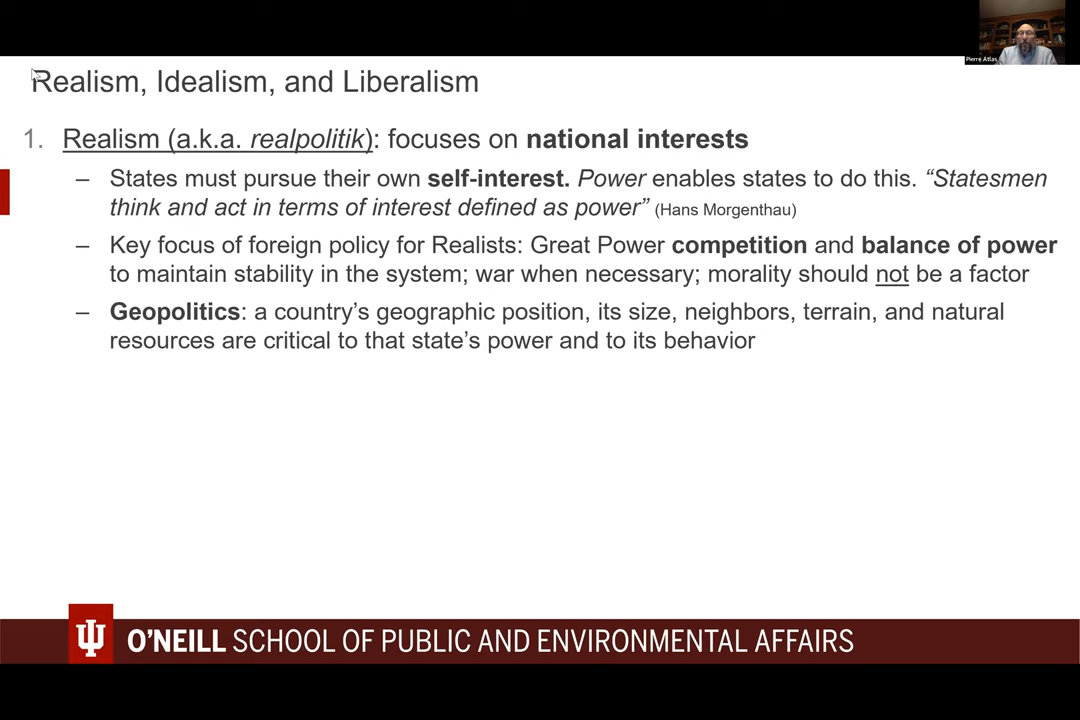 Pierre Atlas
Realism, Idealism, and Liberalism
1. Realism (a.k.a. realpolitik): focuses on national interests
– States must pursue their own self-interest. Power enables states to do this. “Statesmen
think and act in terms of interest defined as power” (Hans Morgenthau)
– Key focus of foreign policy for Realists: Great Power competition and balance of power
to maintain stability in the system; war when necessary; morality should not be a factor
– Geopolitics: a country’s geographic position, its size, neighbors, terrain, and natural
resources are critical to that state’s power and to its behavior
O’NEILL SCHOOL OF PUBLIC AND ENVIRONMENTAL AFFAIRS